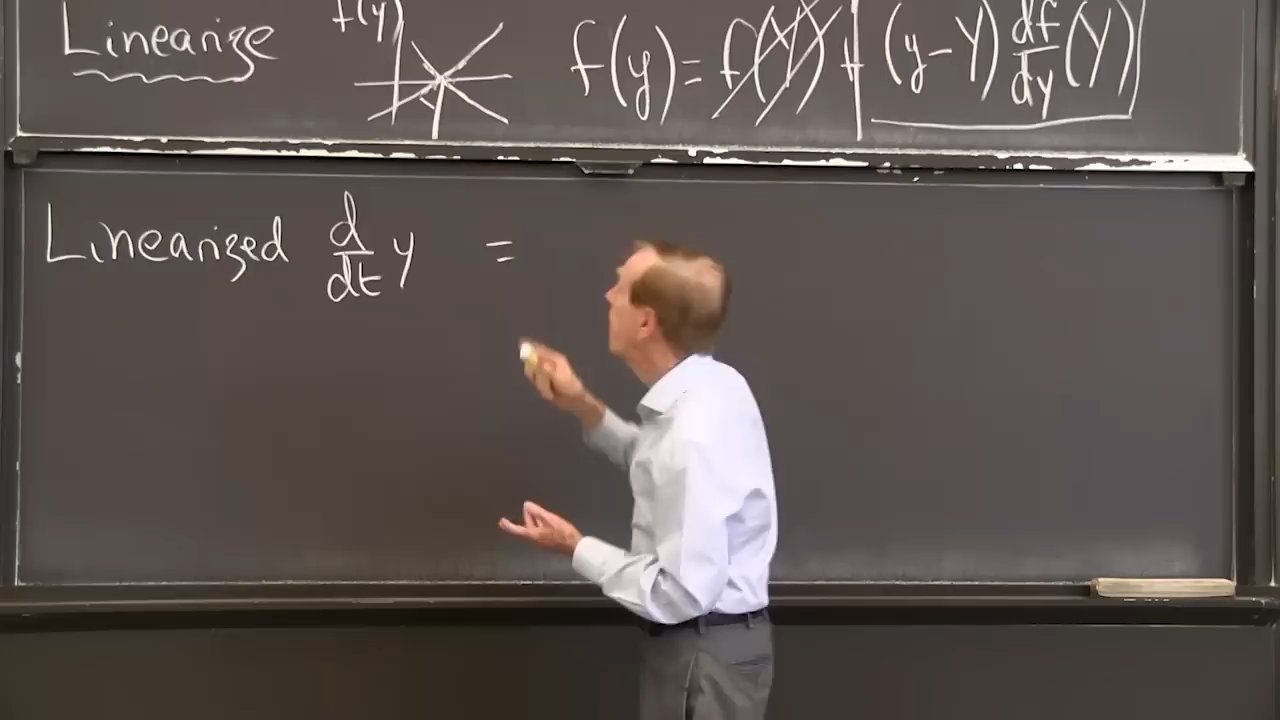 Linearize
f(y)
f(y) = f(Y) + (y-Y) df/dy (Y)
Linearized d/dt y =